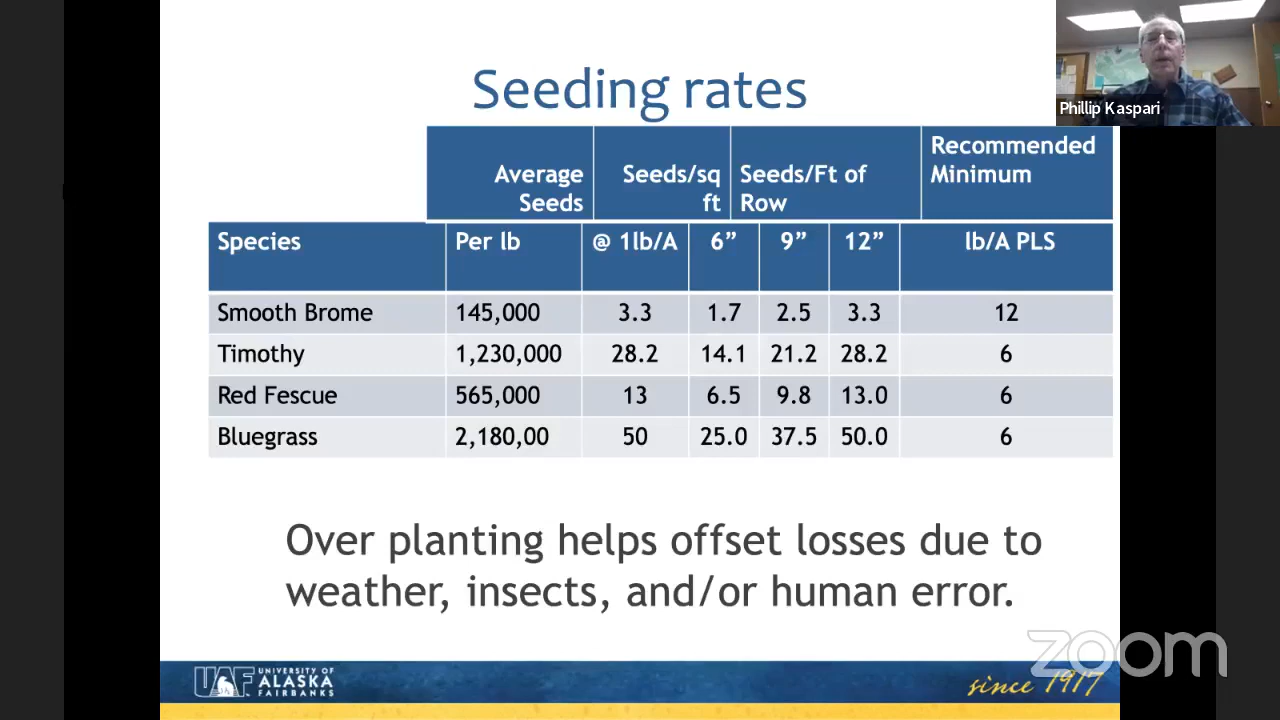 Seeding rates
Phillip Kaspari
Average Seeds Seeds/sq ft Seeds/Ft of Row Recommended Minimum
Species Per lb @ 1lb/A 6” 9” 12” lb/A PLS
Smooth Brome 145,000 3.3 1.7 2.5 3.3 12
Timothy 1,230,000 28.2 14.1 21.2 28.2 6
Red Fescue 565,000 13 6.5 9.8 13.0 6
Bluegrass 2,180,00 50 25.0 37.5 50.0 6
Over planting helps offset losses due to
weather, insects, and/or human error.
zoom
UAF UNIVERSITY OF
ALASKA
FAIRBANKS
since 1917